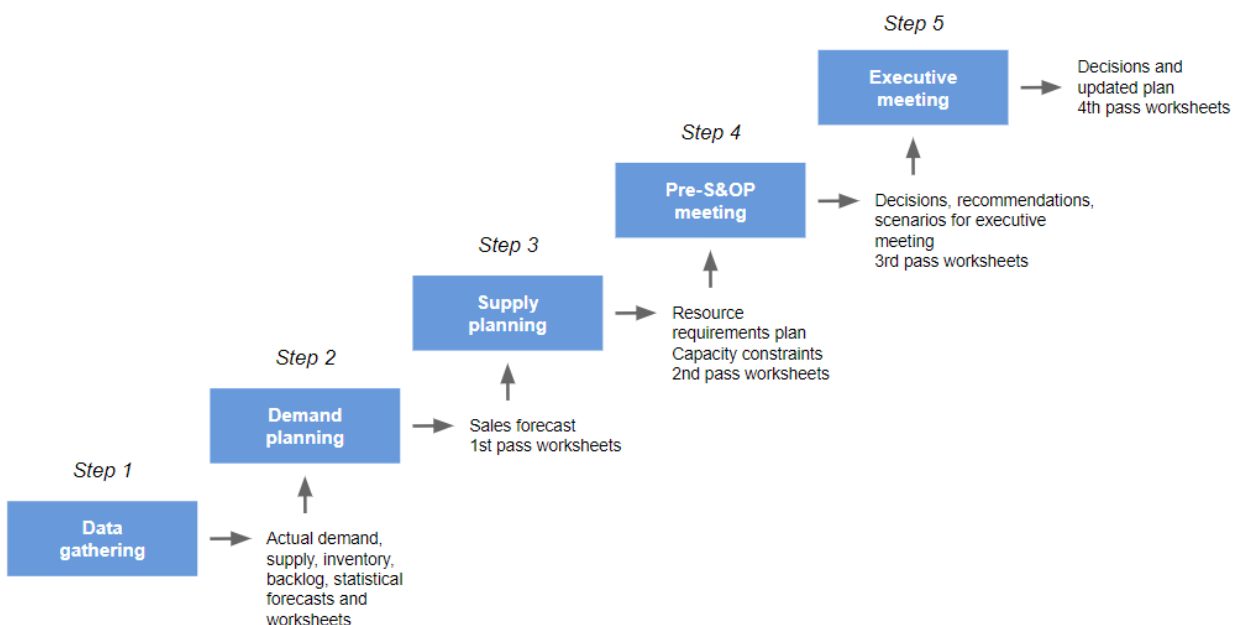 Step 5
Executive
meeting
Decisions and
updated plan
4th pass worksheets
Step 4
Pre-S&OP
meeting
Decisions, recommendations,
scenarios for executive
meeting
3rd pass worksheets
Step 3
Supply
planning
Resource
requirements plan
Capacity constraints
2nd pass worksheets
Step 2
Demand
planning
Sales forecast
1st pass worksheets
Step 1
Data
gathering
Actual demand,
supply, inventory,
backlog, statistical
forecasts and
worksheets